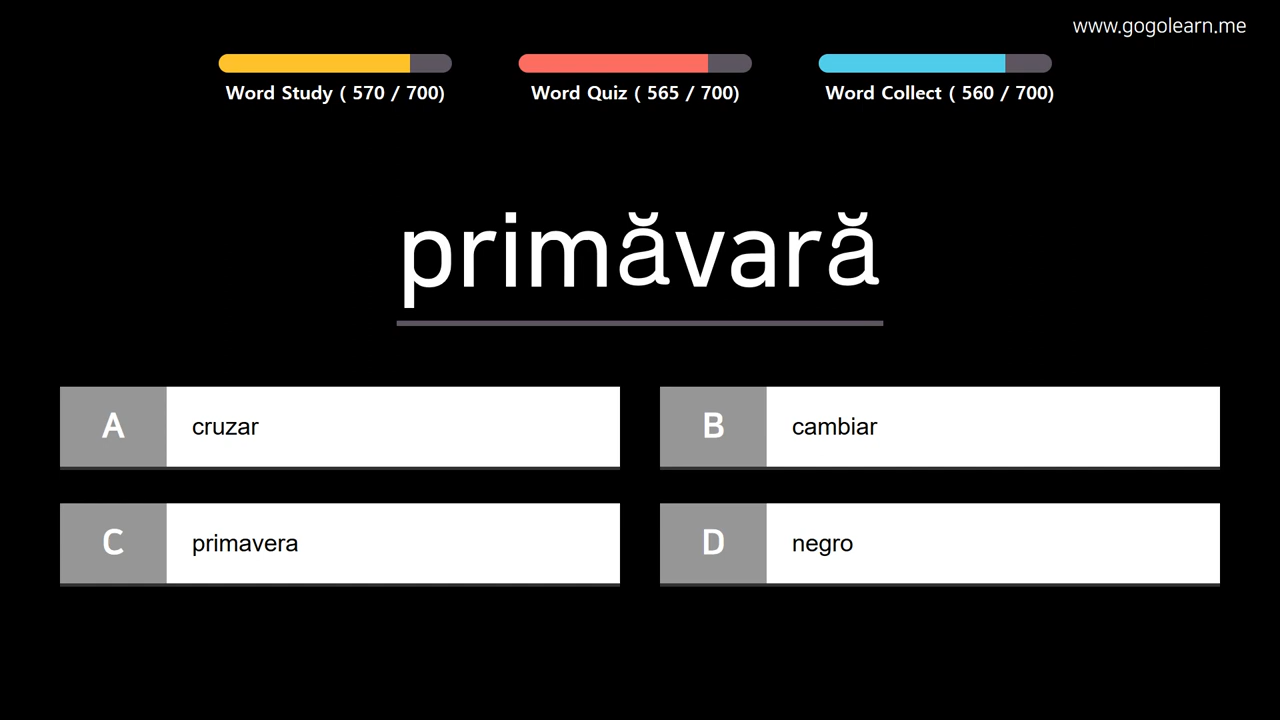 www.gogolearn.me
Word Study ( 570 / 700)
Word Quiz ( 565 / 700)
Word Collect ( 560 / 700)
primăvară
A cruzar
B cambiar
C primavera
D negro